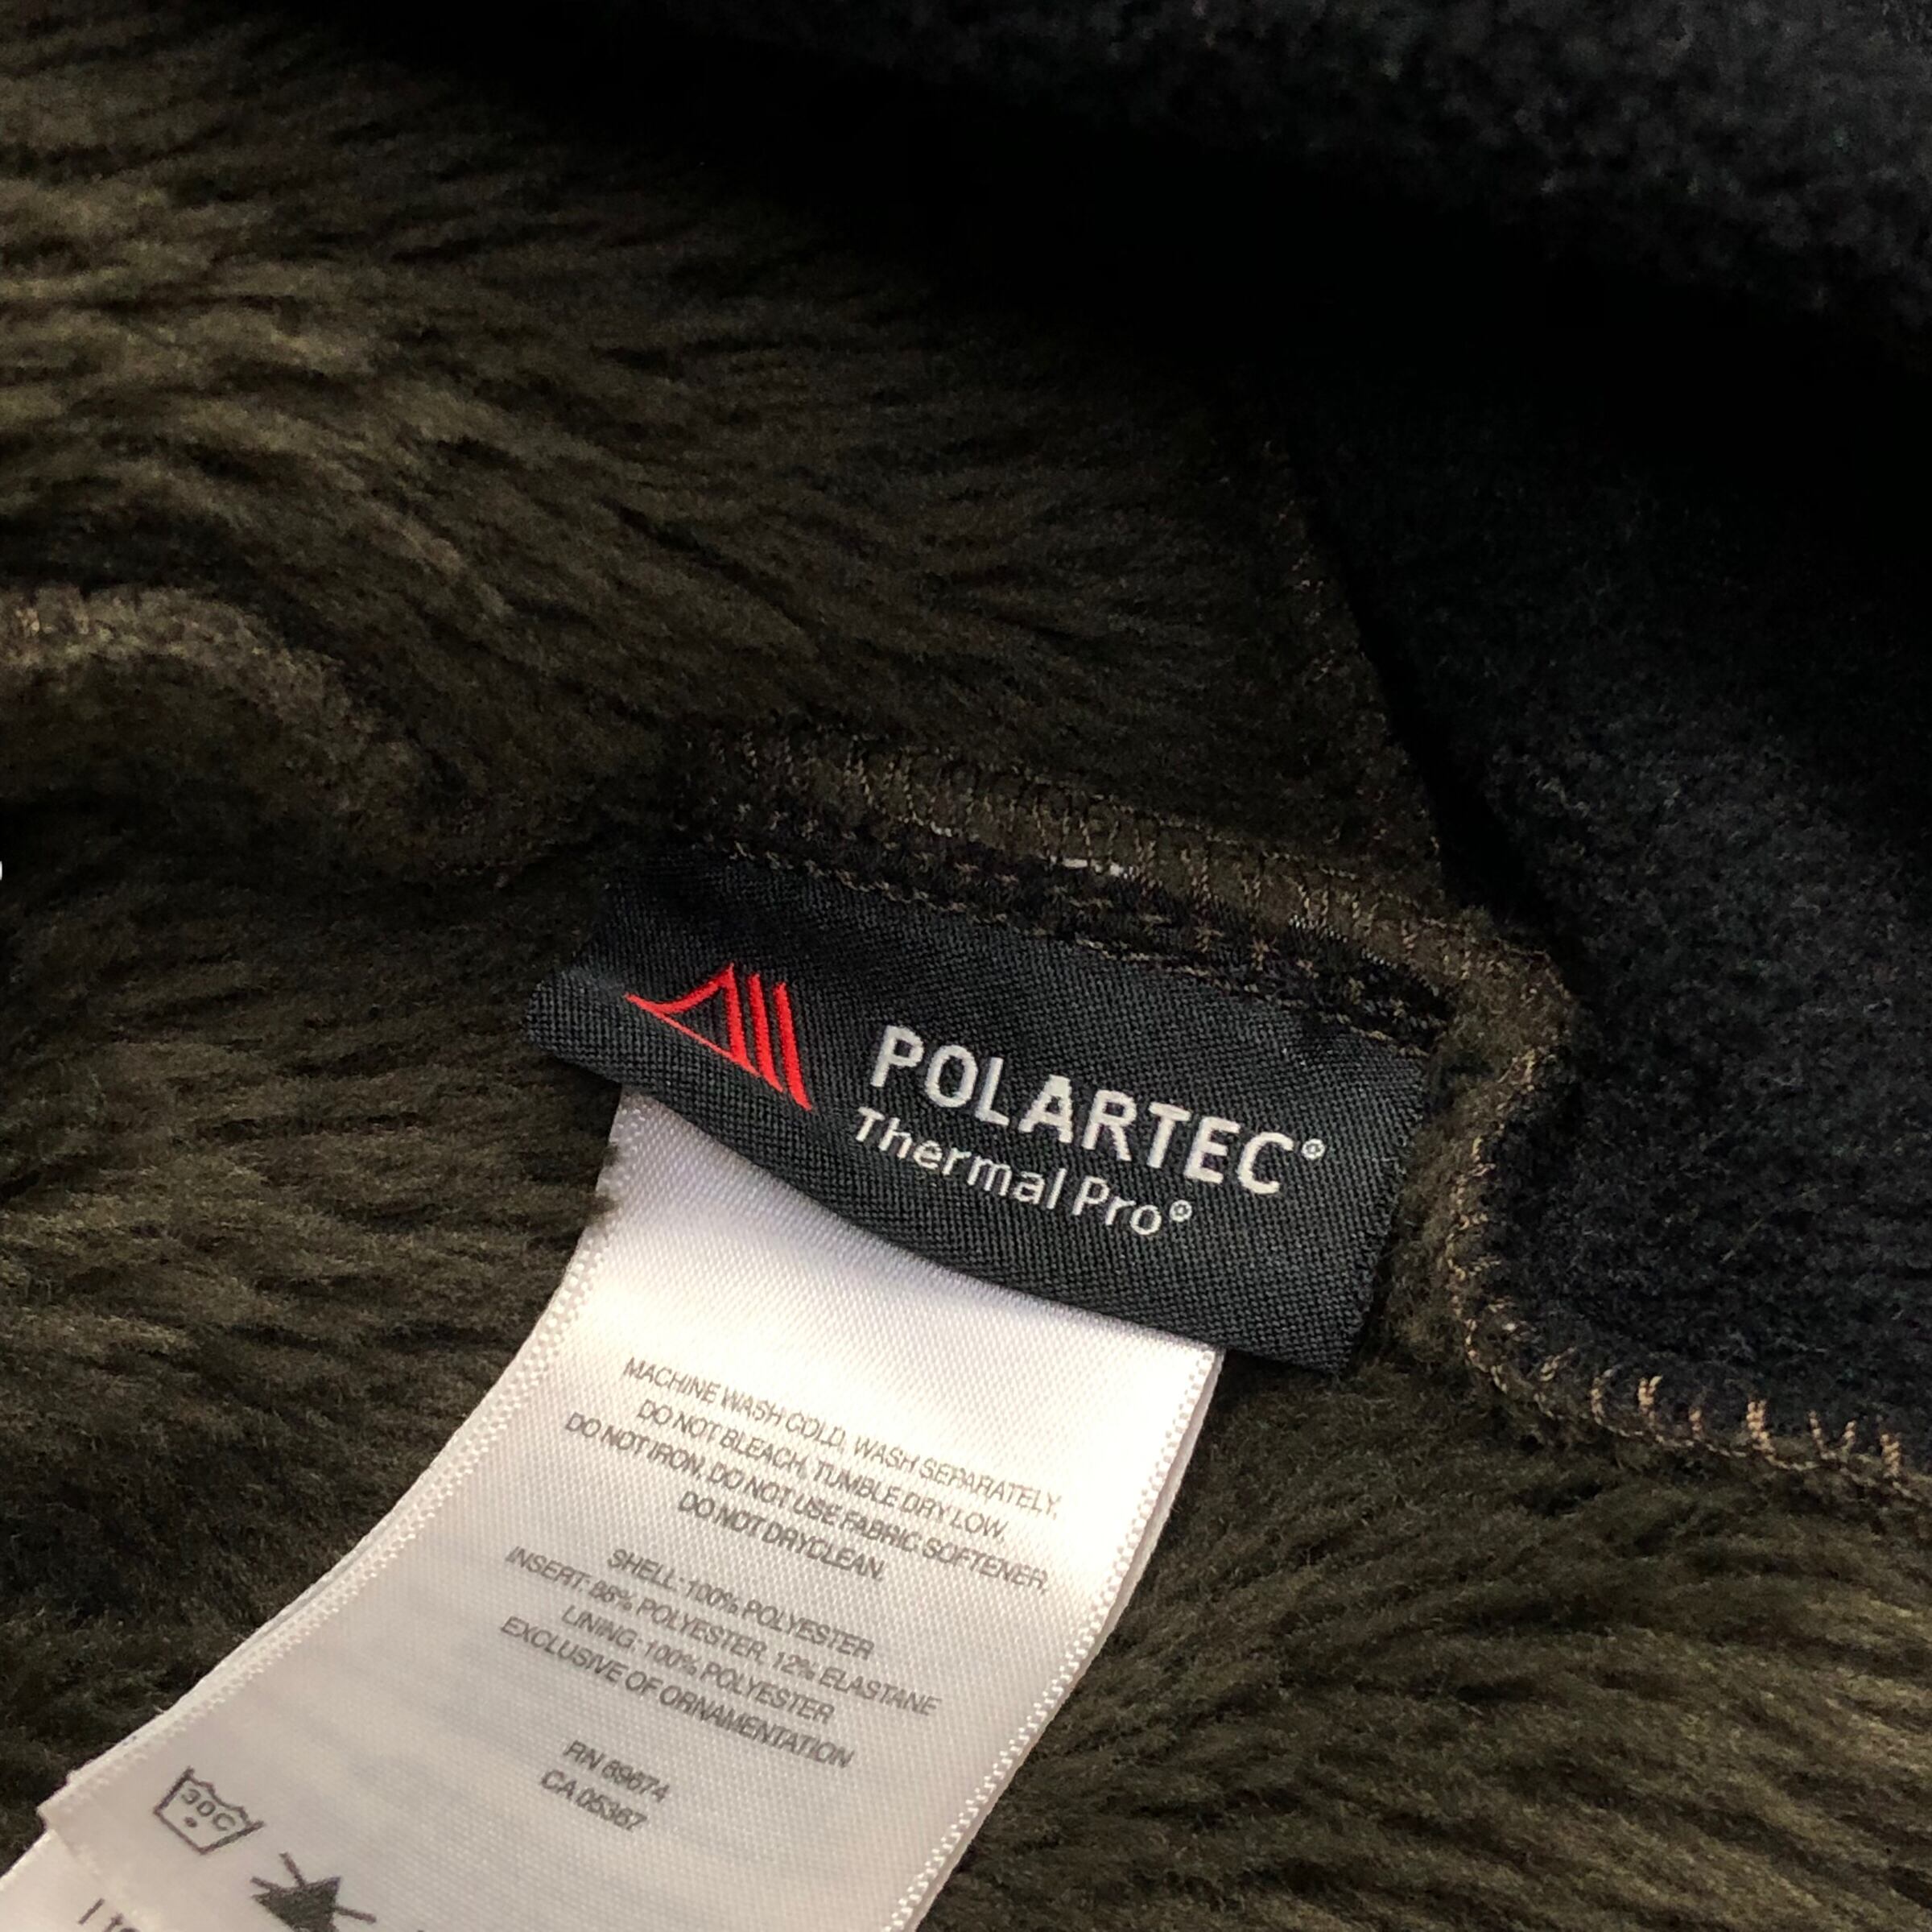 POLARTEC®
Thermal Pro®
MACHINE WASH COLD, WASH SEPARATELY,
DO NOT BLEACH, TUMBLE DRY LOW.
DO NOT IRON, DO NOT USE FABRIC SOFTENER.
DO NOT DRYCLEAN.
SHELL: 100% POLYESTER
INSERT: 88% POLYESTER, 12% ELASTANE
LINING: 100% POLYESTER
EXCLUSIVE OF ORNAMENTATION
RN 69674
CA 05367
30C